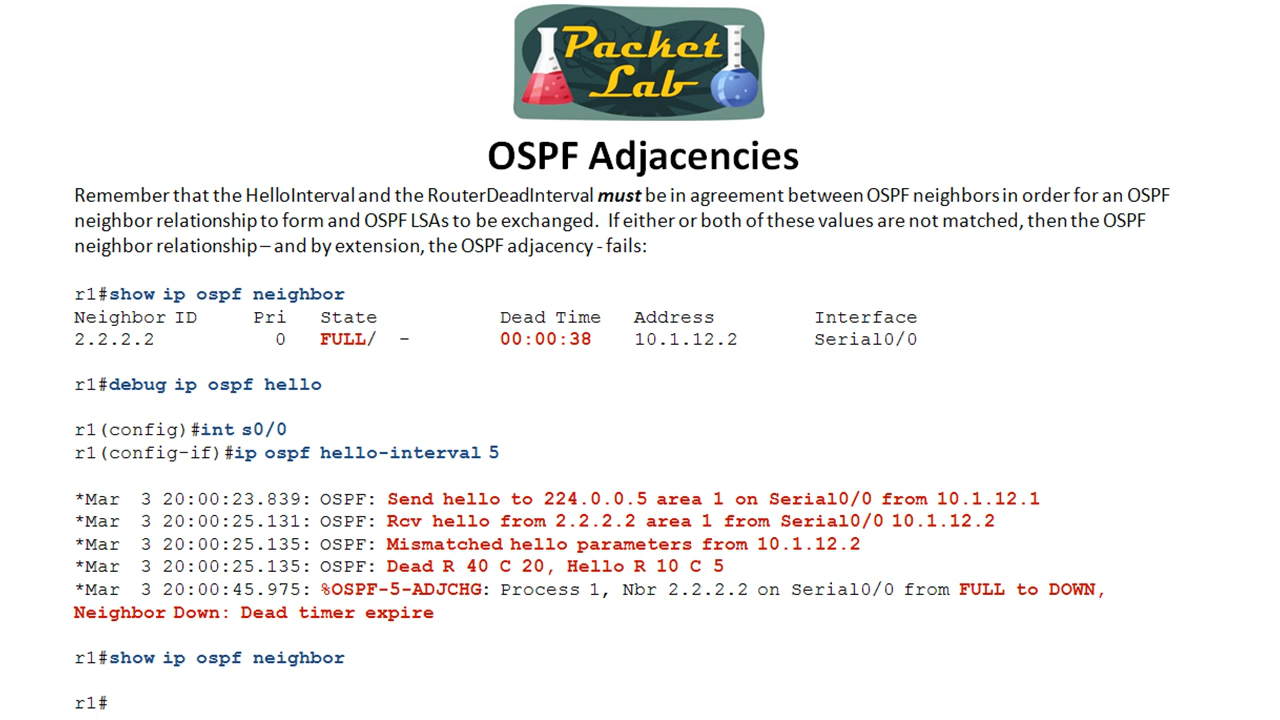 Packet
Lab
OSPF Adjacencies
Remember that the HelloInterval and the RouterDeadInterval must be in agreement between OSPF neighbors in order for an OSPF
neighbor relationship to form and OSPF LSAs to be exchanged. If either or both of these values are not matched, then the OSPF
neighbor relationship – and by extension, the OSPF adjacency - fails:
r1#show ip ospf neighbor
Neighbor ID Pri State Dead Time Address Interface
2.2.2.2 0 FULL/ - 00:00:38 10.1.12.2 Serial0/0
r1#debug ip ospf hello
r1(config)#int s0/0
r1(config-if)#ip ospf hello-interval 5
*Mar 3 20:00:23.839: OSPF: Send hello to 224.0.0.5 area 1 on Serial0/0 from 10.1.12.1
*Mar 3 20:00:25.131: OSPF: Rcv hello from 2.2.2.2 area 1 from Serial0/0 10.1.12.2
*Mar 3 20:00:25.135: OSPF: Mismatched hello parameters from 10.1.12.2
*Mar 3 20:00:25.135: OSPF: Dead R 40 C 20, Hello R 10 C 5
*Mar 3 20:00:45.975: %OSPF-5-ADJCHG: Process 1, Nbr 2.2.2.2 on Serial0/0 from FULL to DOWN,
Neighbor Down: Dead timer expire
r1#show ip ospf neighbor
r1#